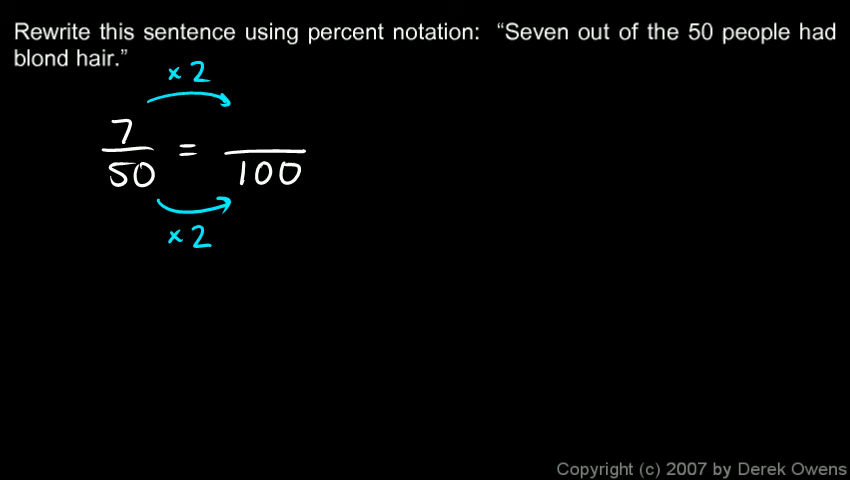 Rewrite this sentence using percent notation: “Seven out of the 50 people had
blond hair.”
× 2
7
50
=
100
× 2
Copyright (c) 2007 by Derek Owens